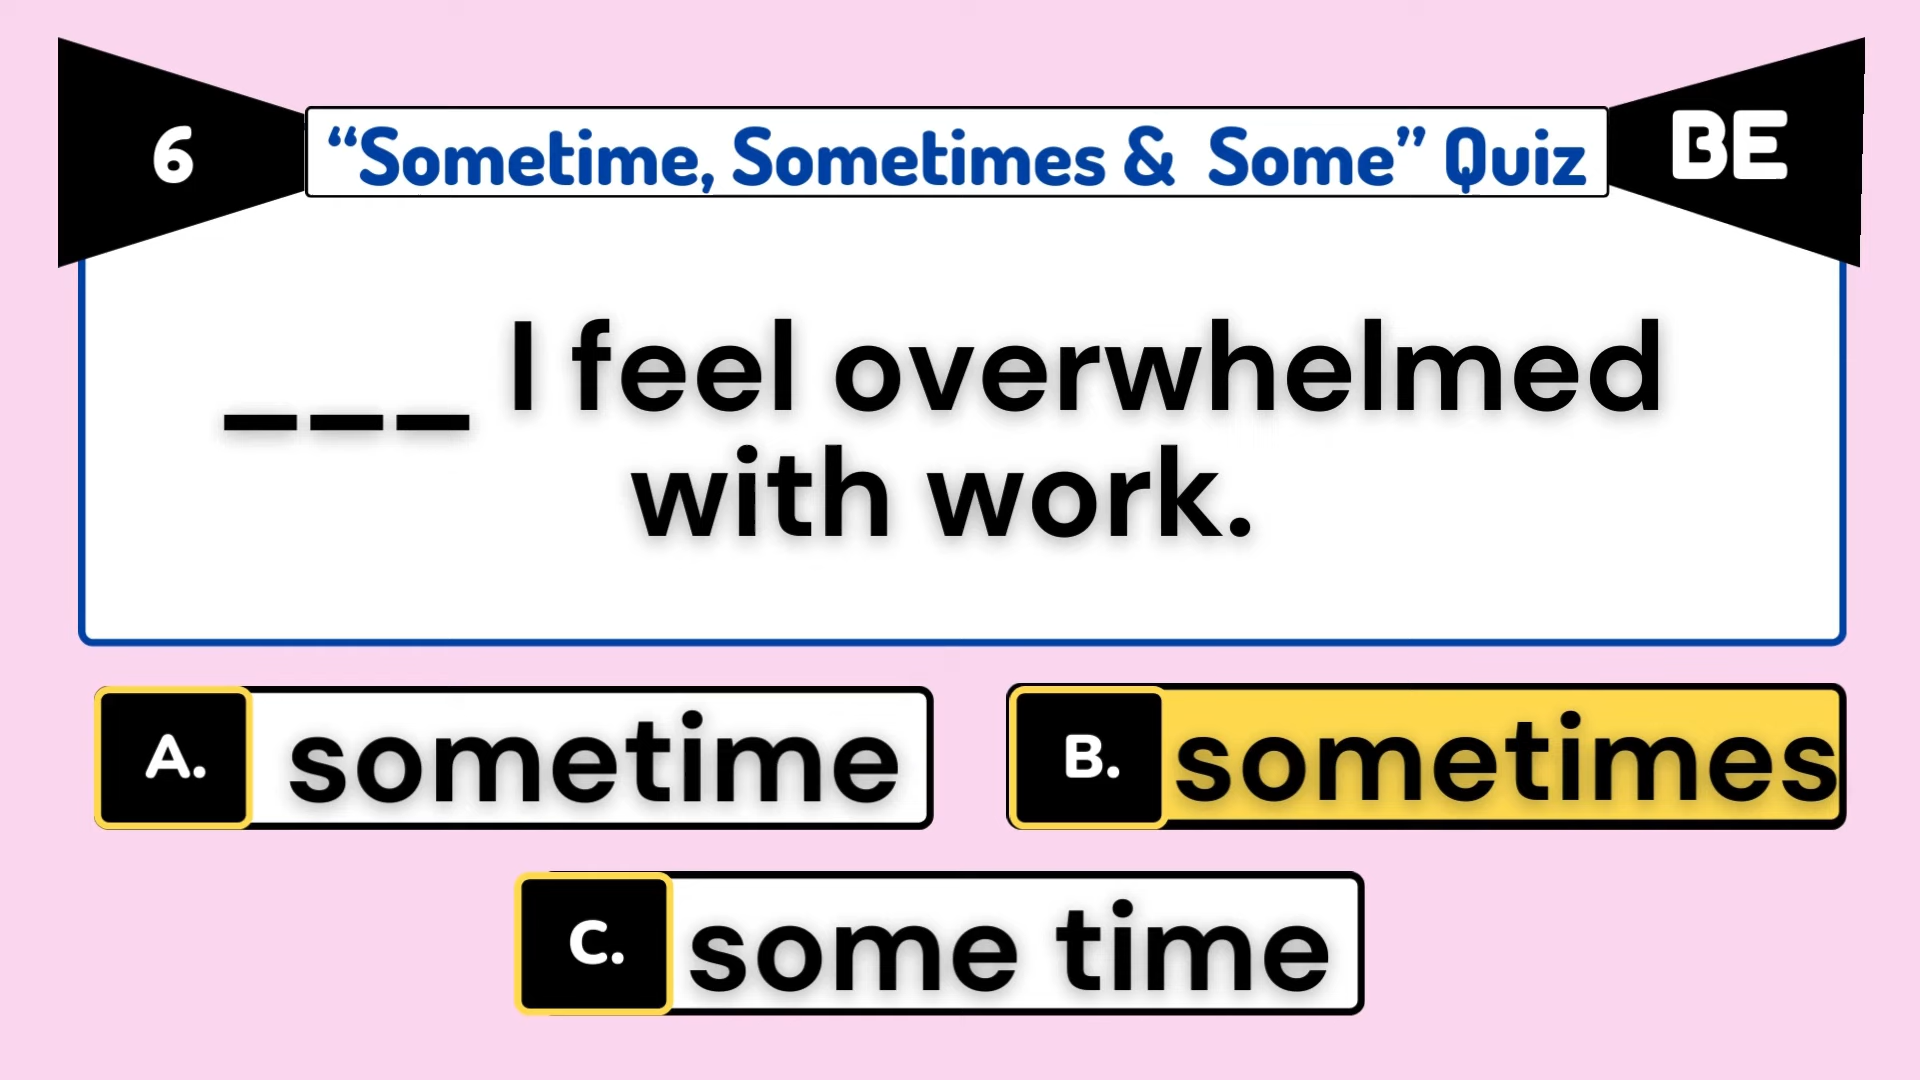 6
“Sometime, Sometimes & Some” Quiz
BE
___ I feel overwhelmed
with work.
A. sometime
B. sometimes
C. some time